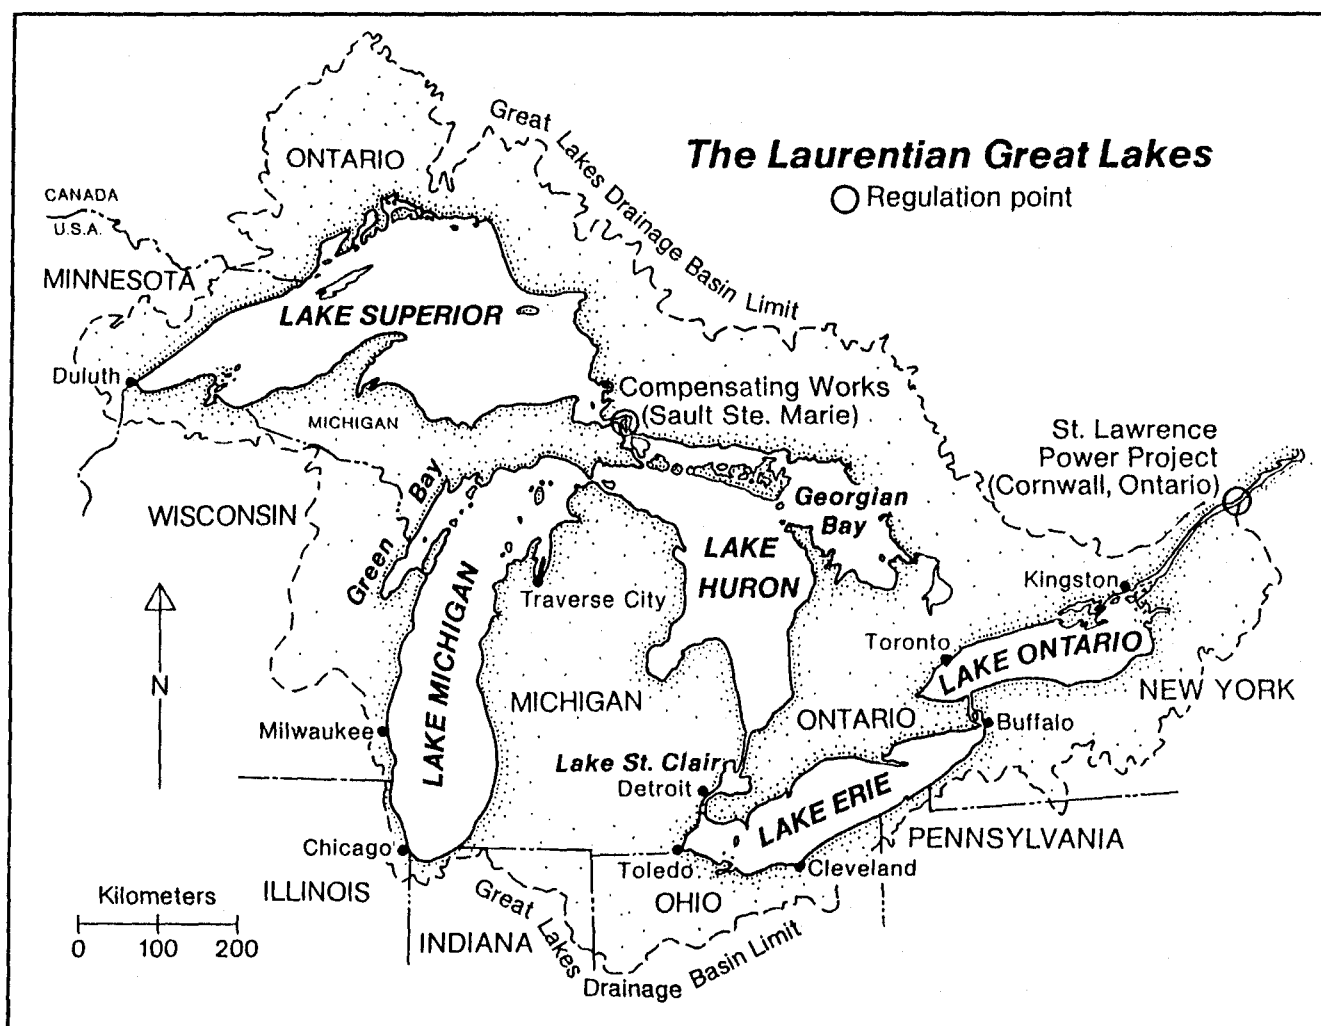 The Laurentian Great Lakes
Regulation point
Great Lakes Drainage Basin Limit
ONTARIO
CANADA
U.S.A.
MINNESOTA
LAKE SUPERIOR
Duluth
Compensating Works
(Sault Ste. Marie)
MICHIGAN
St. Lawrence
Power Project
(Cornwall, Ontario)
Georgian
Bay
Green Bay
WISCONSIN
LAKE
HURON
Kingston
Traverse City
Toronto
LAKE ONTARIO
LAKE MICHIGAN
N
MICHIGAN
NEW YORK
ONTARIO
Buffalo
Milwaukee
Lake St. Clair
Detroit
LAKE ERIE
PENNSYLVANIA
Chicago
Toledo
Cleveland
ILLINOIS
OHIO
Kilometers
0 100 200
INDIANA
Great Lakes Drainage Basin Limit